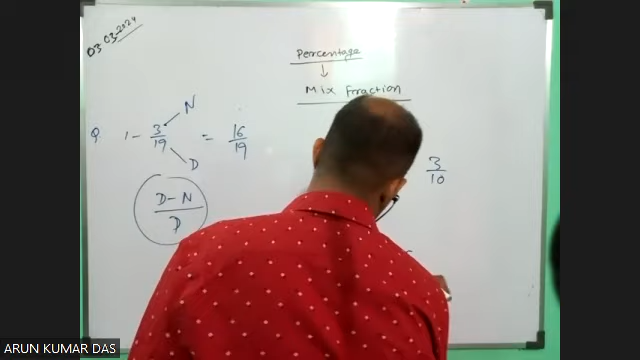 03.03.2024
Percentage
↓
Mix Fraction
Q. 1 - 3/19 = 16/19
N
D
D-N/D
3/10
ARUN KUMAR DAS